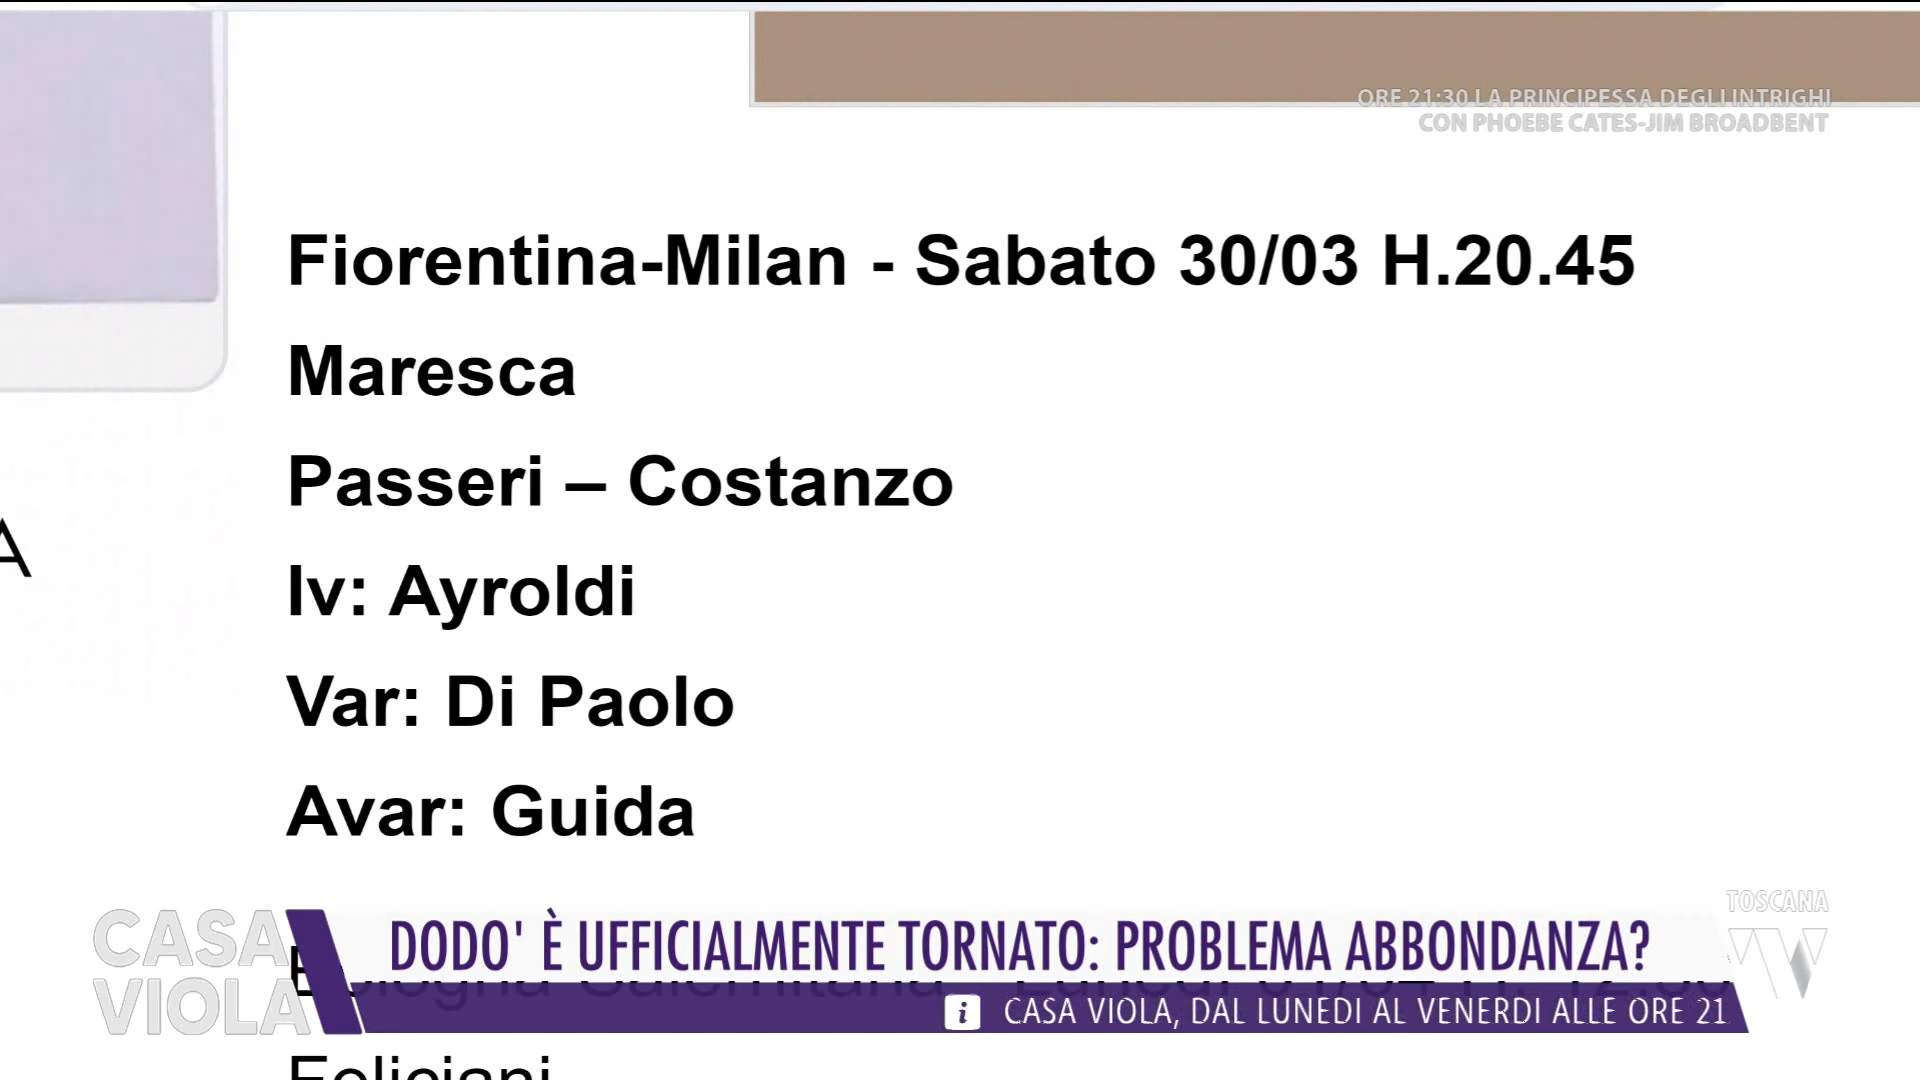 ORE 21:30 LA PRINCIPESSA DEGLI INTRIGHI
CON PHOEBE CATES-JIM BROADBENT
Fiorentina-Milan - Sabato 30/03 H.20.45
Maresca
Passeri – Costanzo
Iv: Ayroldi
Var: Di Paolo
Avar: Guida
A
TOSCANA
TV
CASA
VIOLA
DODO' È UFFICIALMENTE TORNATO: PROBLEMA ABBONDANZA?
i CASA VIOLA, DAL LUNEDI AL VENERDI ALLE ORE 21
Feliciani